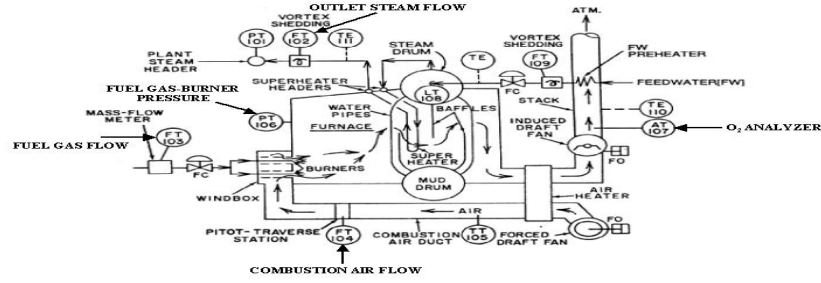 OUTLET STEAM FLOW
ATM.
VORTEX
SHEDDING
PT
101
FT
102
TE
111
STEAM
DRUM
TE
VORTEX
SHEDDING
FT
109
FW
PREHEATER
PLANT
STEAM
HEADER
FUEL GAS-BURNER
PRESSURE
SUPERHEATER
HEADERS
LT
108
FC
FEEDWATER(FW)
MASS-FLOW
METER
PT
106
WATER
PIPES
BAFFLES
STACK
TE
110
FURNACE
INDUCED
DRAFT
FAN
AT
107
O₂ ANALYZER
FT
103
FUEL GAS FLOW
FC
BURNERS
SUPER
HEATER
FO
MUD
DRUM
WINDBOX
AIR
HEATER
AIR
FO
PITOT-TRAVERSE
STATION
FT
104
COMBUSTION
AIR DUCT
TT
105
FORCED
DRAFT FAN
COMBUSTION AIR FLOW